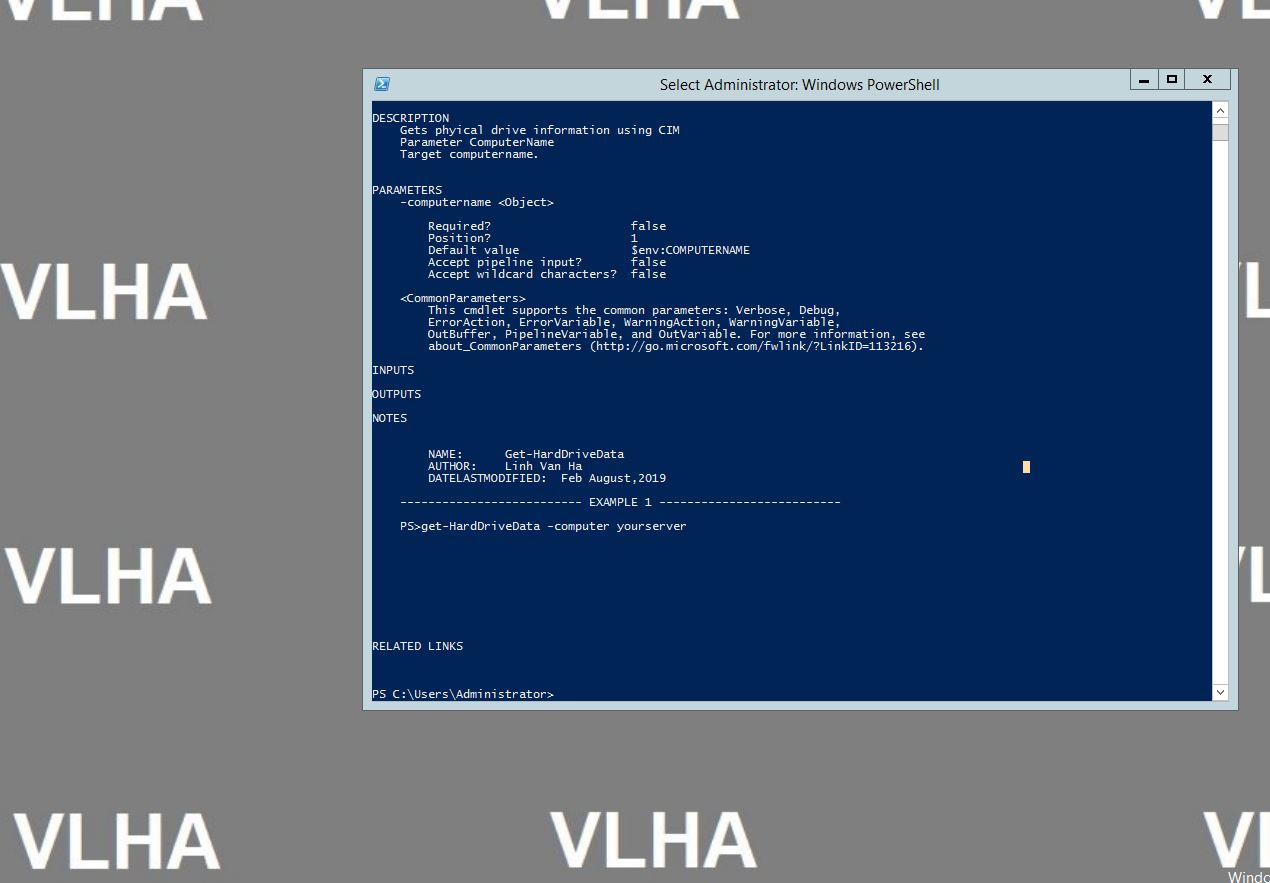 VLHA VLHA VL
Select Administrator: Windows PowerShell
DESCRIPTION
Gets phyical drive information using CIM
Parameter ComputerName
Target computername.
PARAMETERS
-computername <Object>
Required? false
Position? 1
Default value $env:COMPUTERNAME
Accept pipeline input? false
Accept wildcard characters? false
<CommonParameters>
This cmdlet supports the common parameters: Verbose, Debug,
ErrorAction, ErrorVariable, WarningAction, WarningVariable,
OutBuffer, PipelineVariable, and OutVariable. For more information, see
about_CommonParameters (http://go.microsoft.com/fwlink/?LinkID=113216).
INPUTS
OUTPUTS
NOTES
NAME: Get-HardDriveData
AUTHOR: Linh Van Ha
DATELASTMODIFIED: Feb August,2019
-------------------------- EXAMPLE 1 --------------------------
PS>get-HardDriveData -computer yourserver
RELATED LINKS
PS C:\Users\Administrator>
VLHA VL
VLHA VL
VLHA VLHA VL
Windo